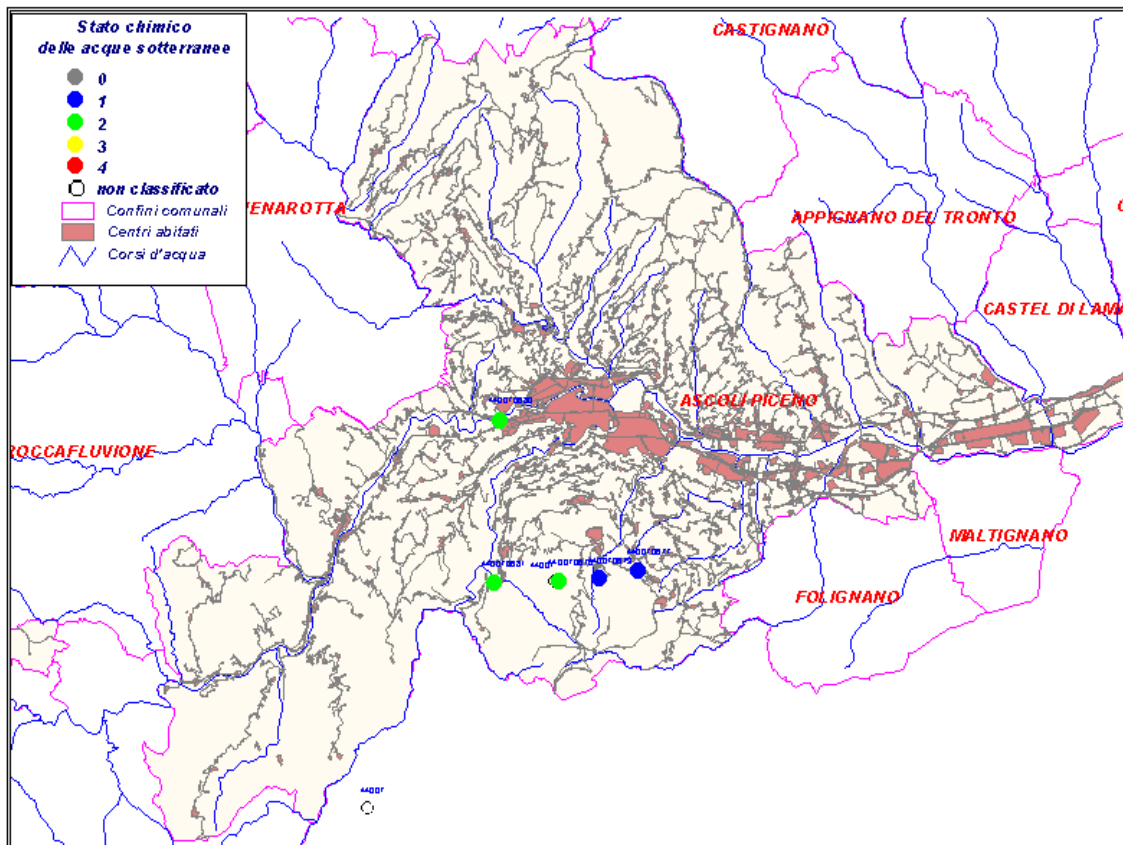 Stato chimico
delle acque sotterranee
0
1
2
3
4
non classificato
Confini comunali
Centri abitati
Corsi d'acqua
CASTIGNANO
VENAROTTA
APPIGNANO DEL TRONTO
CASTEL DI LAMA
ASCOLI PICENO
ROCCAFLUVIONE
MALTIGNANO
FOLIGNANO
44007